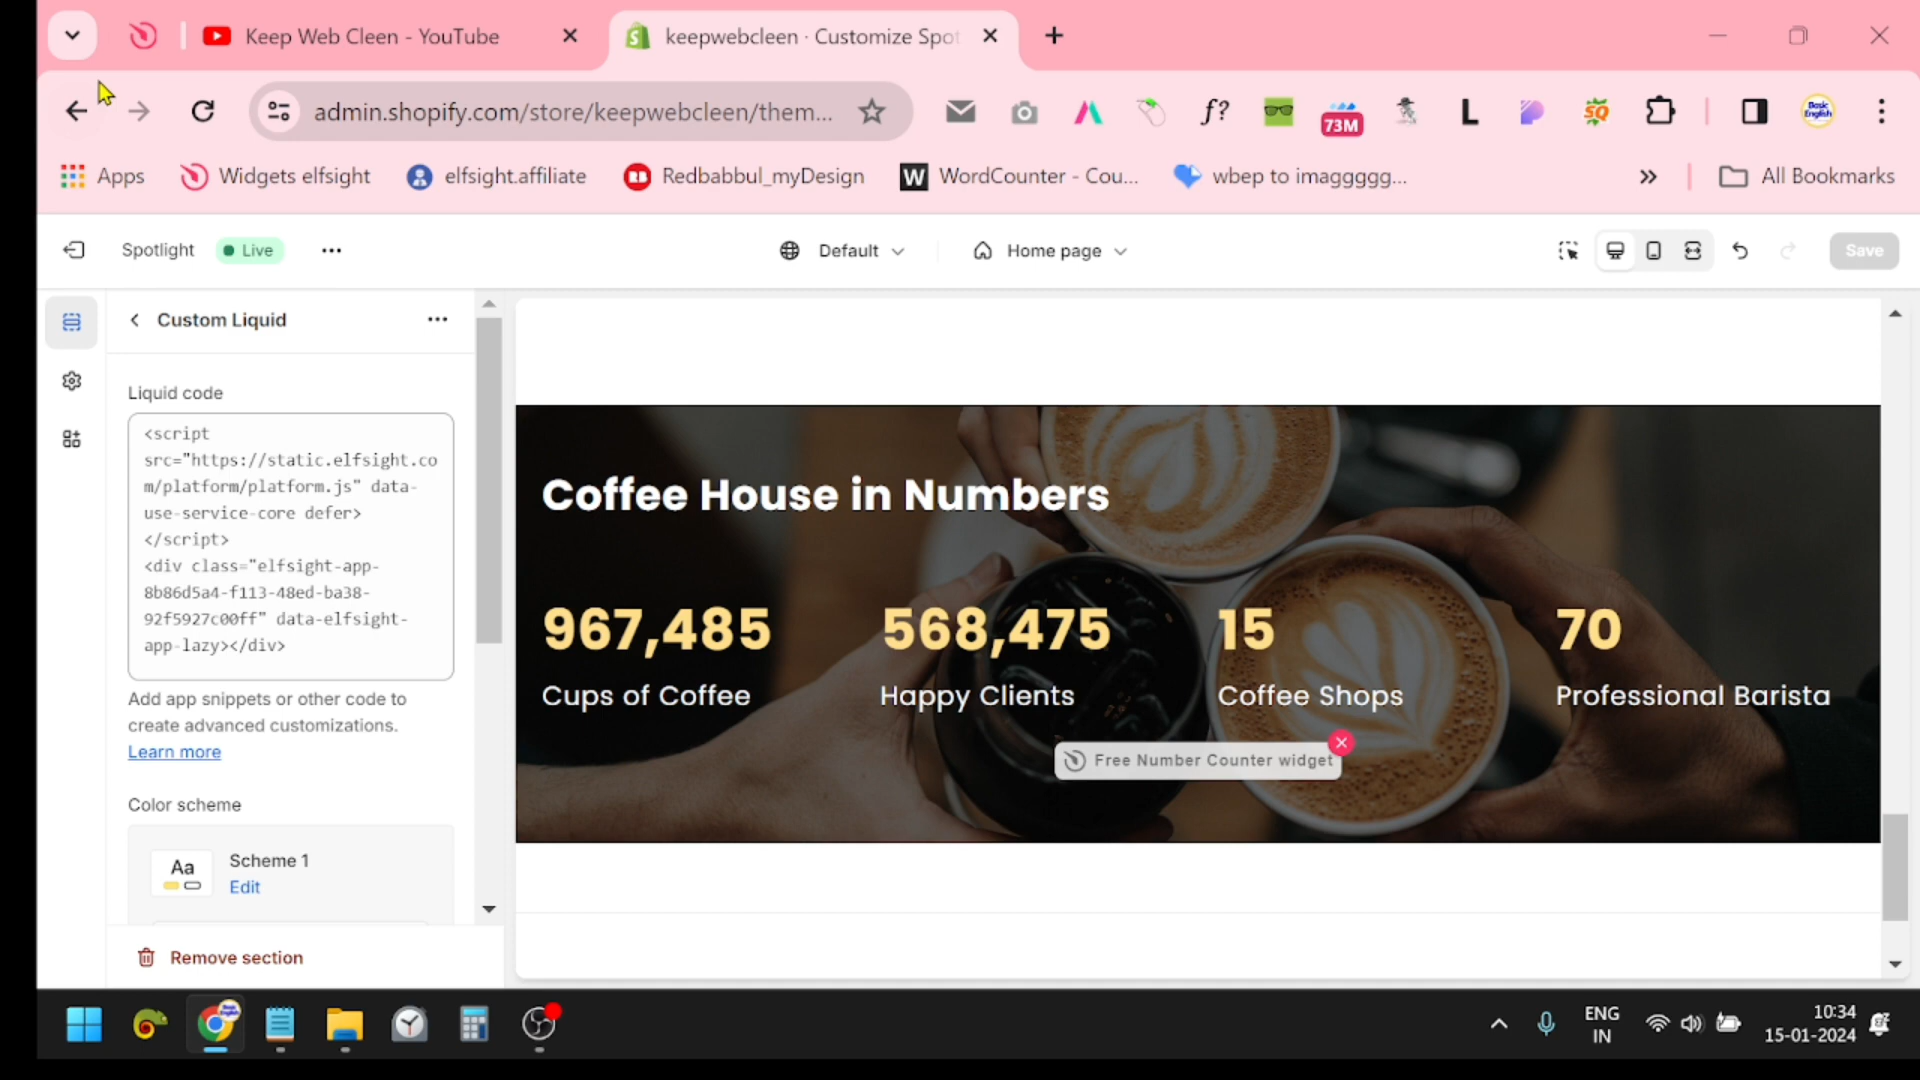 Keep Web Cleen - YouTube
keepwebcleen · Customize Spot
admin.shopify.com/store/keepwebcleen/them...
f?
73M
L
SQ
Basic English
Apps
Widgets elfsight
elfsight.affiliate
Redbabbul_myDesign
W WordCounter - Cou...
wbep to imaggggg...
All Bookmarks
Spotlight
Live
Default
Home page
Save
Custom Liquid
Liquid code
<script
src="https://static.elfsight.co
m/platform/platform.js" data-
use-service-core defer>
</script>
<div class="elfsight-app-
8b86d5a4-f113-48ed-ba38-
92f5927c00ff" data-elfsight-
app-lazy></div>
Add app snippets or other code to
create advanced customizations.
Learn more
Color scheme
Aa
Scheme 1
Edit
Remove section
Coffee House in Numbers
967,485
568,475
15
70
Cups of Coffee
Happy Clients
Coffee Shops
Professional Barista
Free Number Counter widget
ENG
IN
10:34
15-01-2024